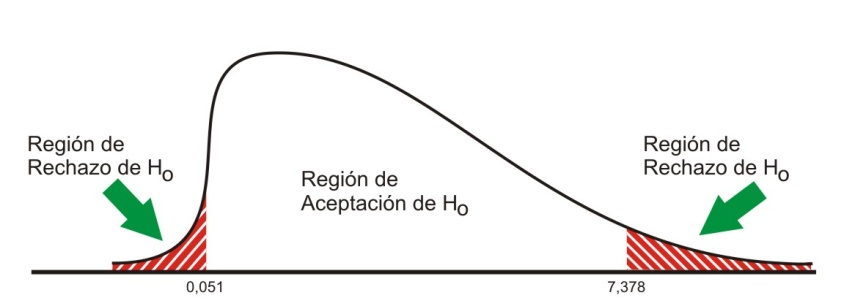 Región de
Rechazo de Ho
Región de
Aceptación de Ho
Región de
Rechazo de Ho
0,051
7,378